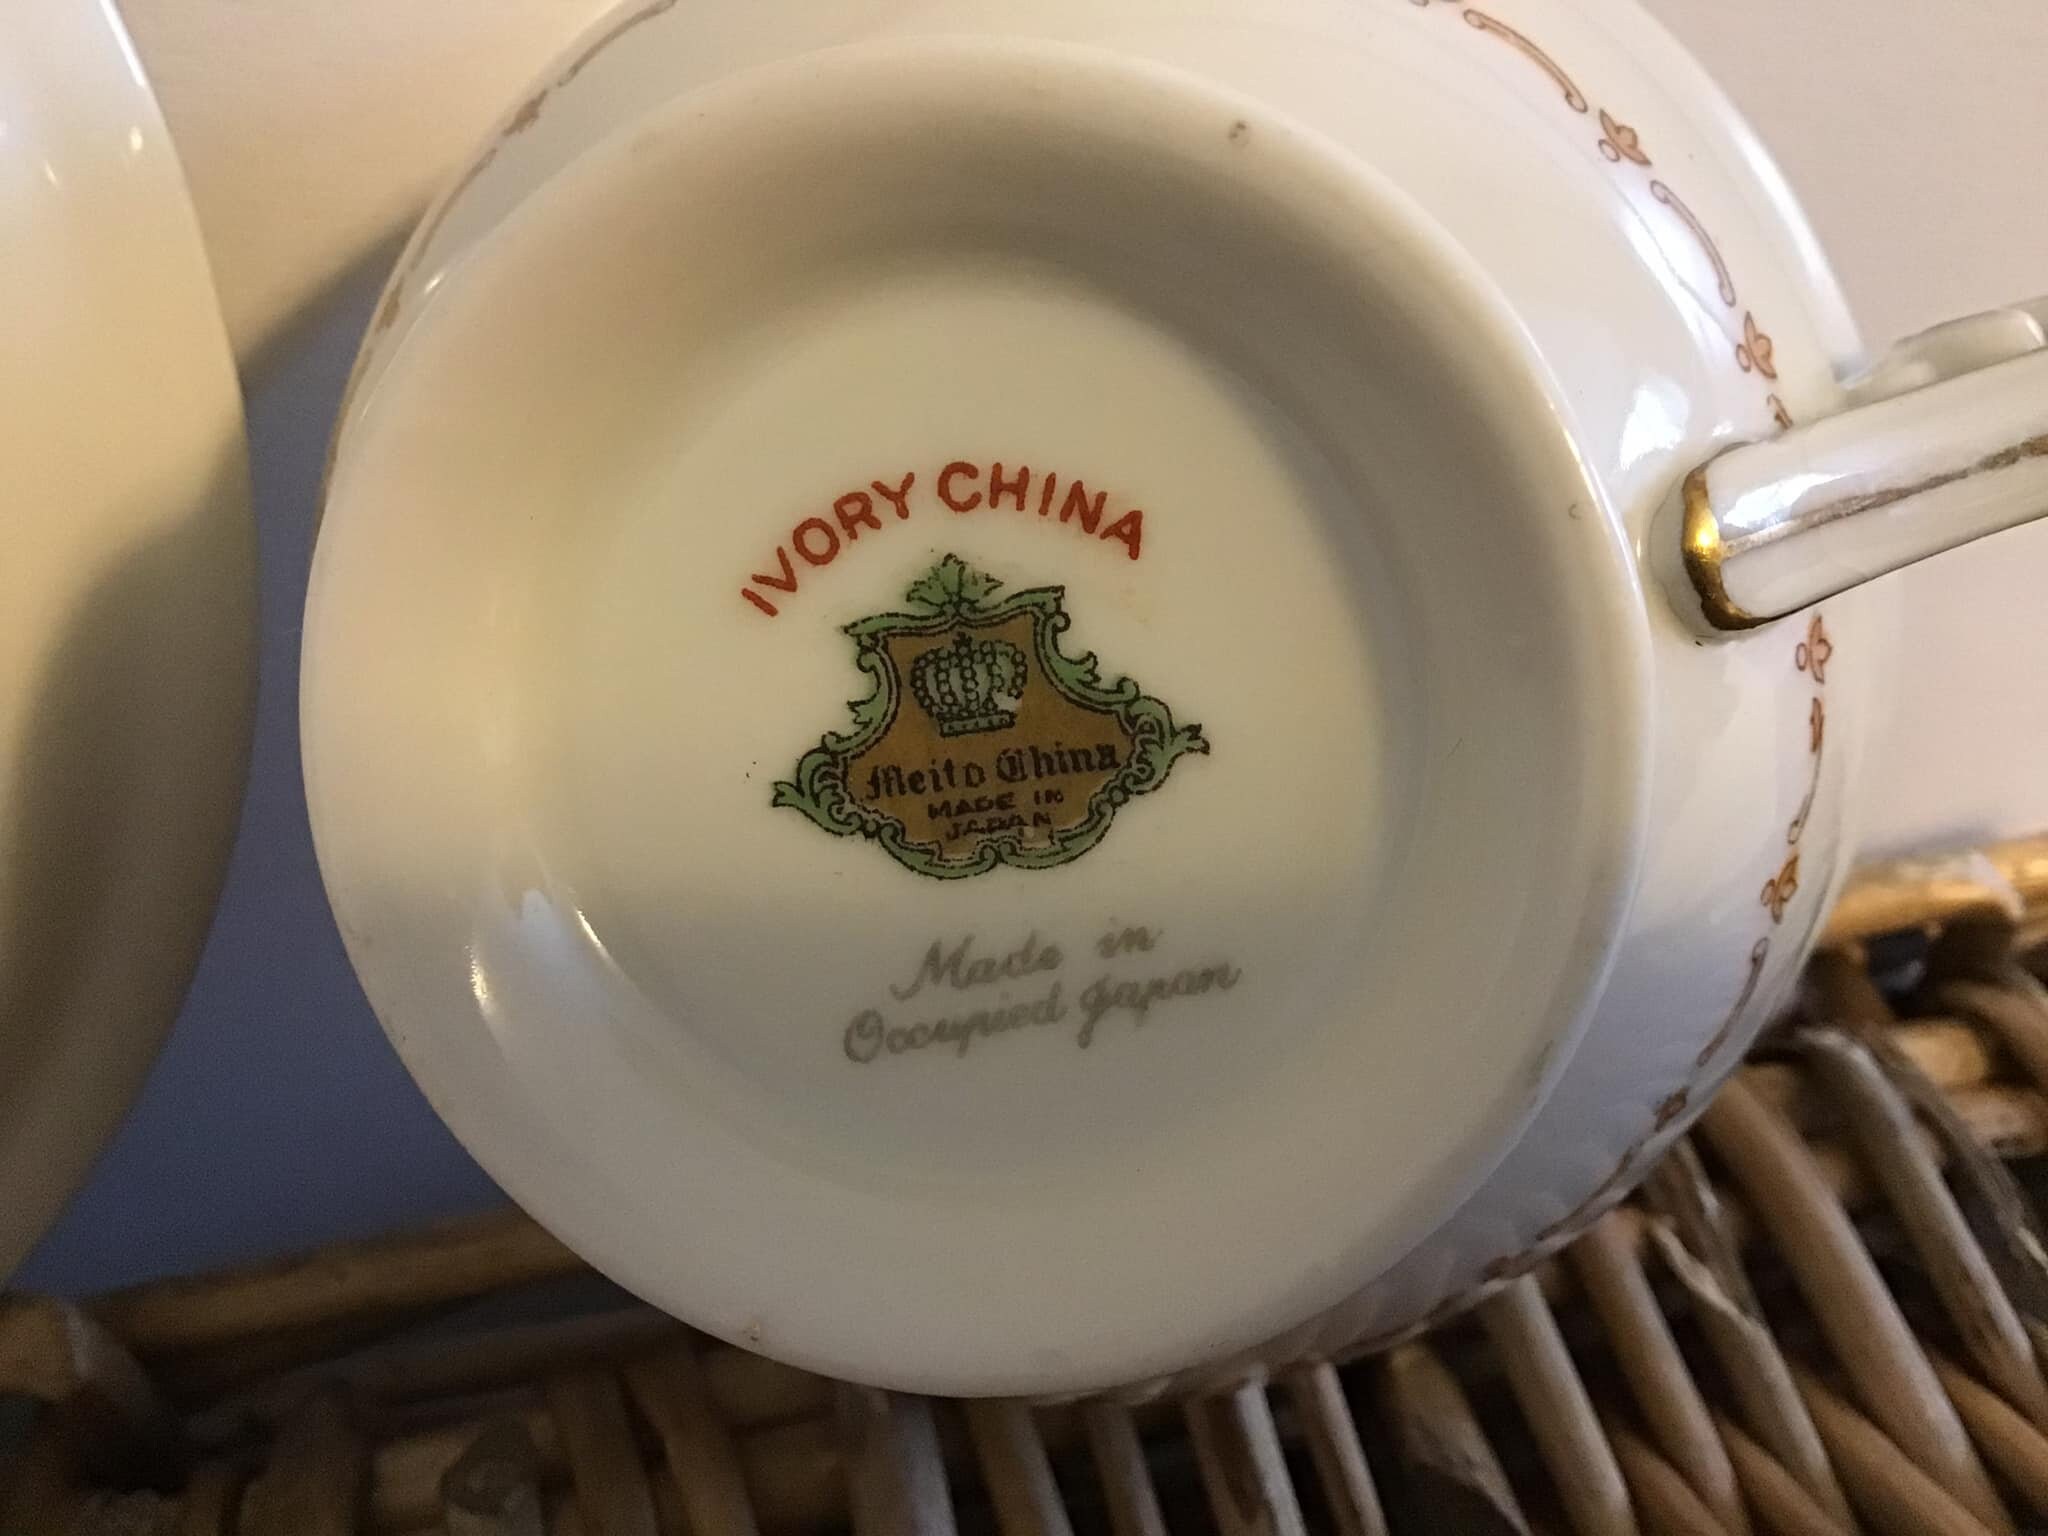 IVORY CHINA
Meito China
MADE IN
JAPAN
Made in
Occupied Japan